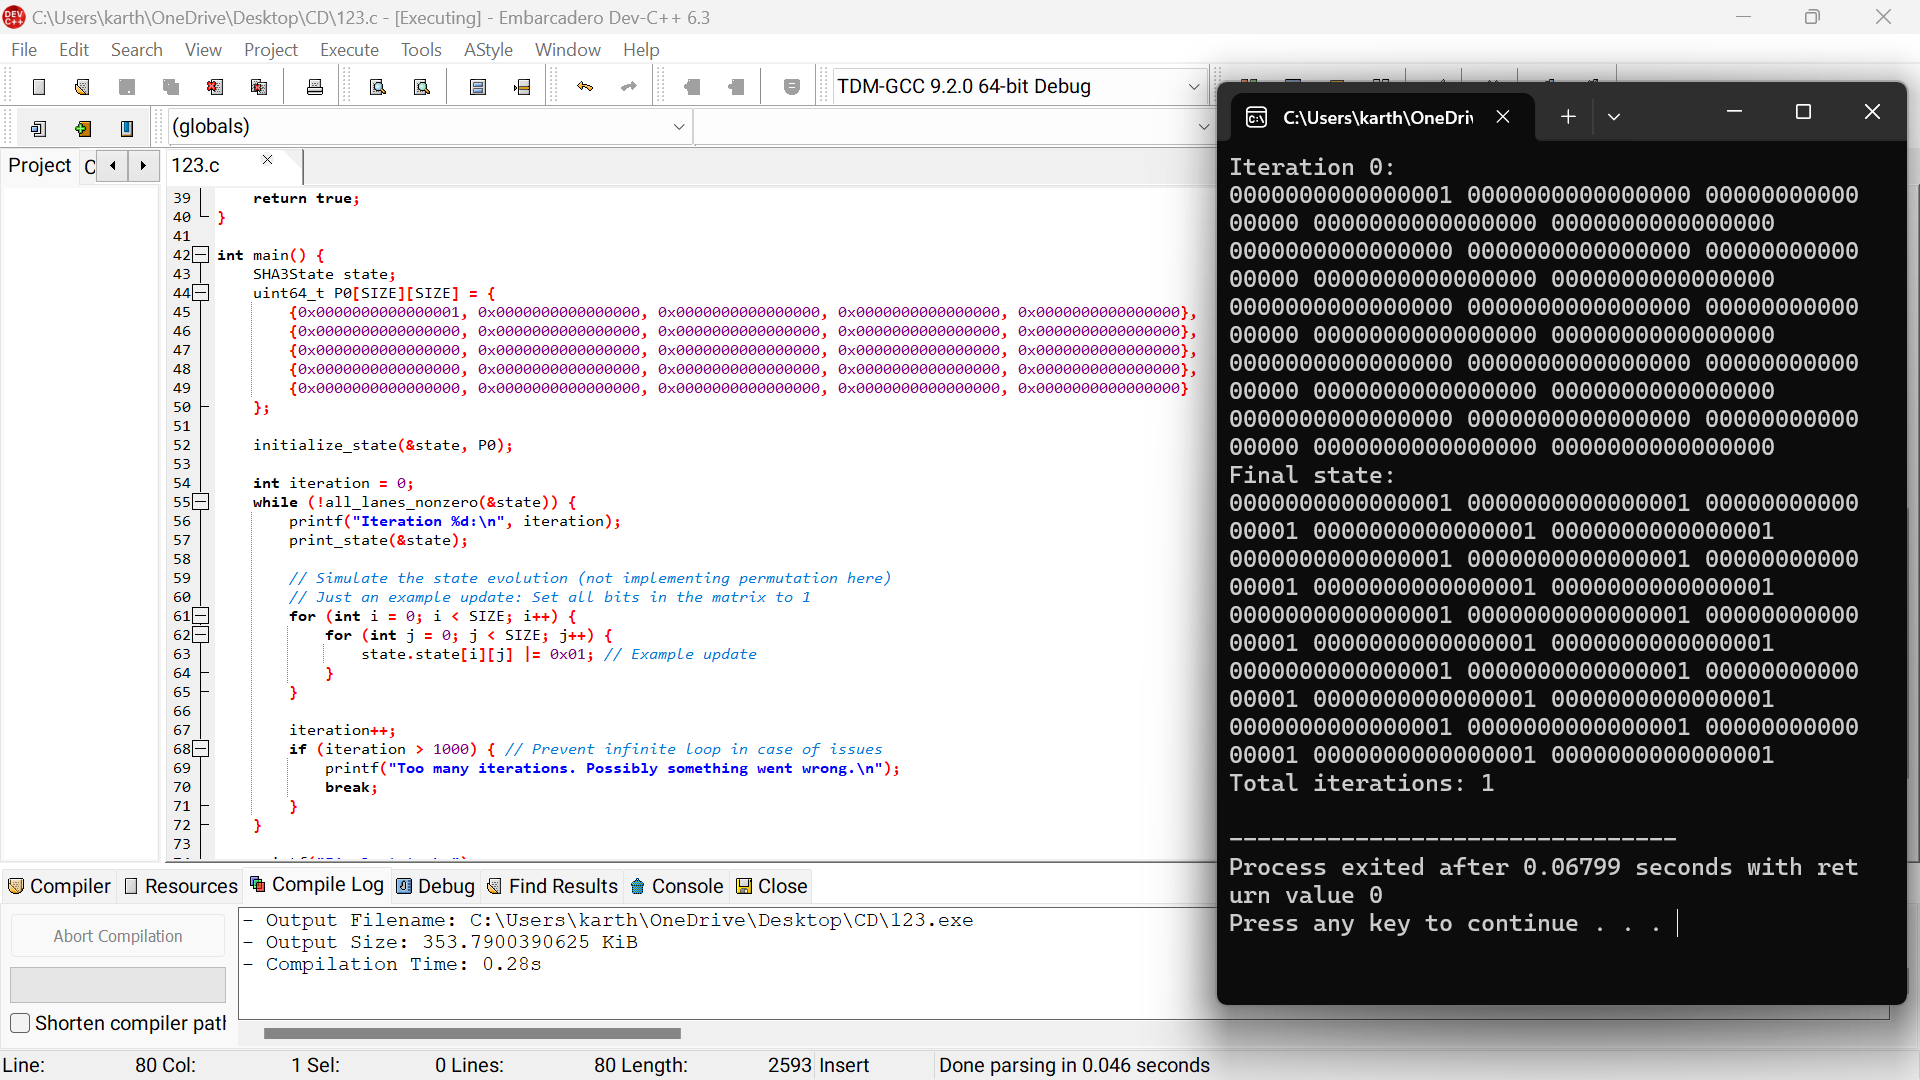 C:\Users\karth\OneDrive\Desktop\CD\123.c - [Executing] - Embarcadero Dev-C++ 6.3
File Edit Search View Project Execute Tools AStyle Window Help
TDM-GCC 9.2.0 64-bit Debug
(globals)
Project C
123.c
39 return true;
40 }
41
42 int main() {
43 SHA3State state;
44 uint64_t P0[SIZE][SIZE] = {
45 {0x0000000000000001, 0x0000000000000000, 0x0000000000000000, 0x0000000000000000, 0x0000000000000000},
46 {0x0000000000000000, 0x0000000000000000, 0x0000000000000000, 0x0000000000000000, 0x0000000000000000},
47 {0x0000000000000000, 0x0000000000000000, 0x0000000000000000, 0x0000000000000000, 0x0000000000000000},
48 {0x0000000000000000, 0x0000000000000000, 0x0000000000000000, 0x0000000000000000, 0x0000000000000000},
49 {0x0000000000000000, 0x0000000000000000, 0x0000000000000000, 0x0000000000000000, 0x0000000000000000}
50 };
51
52 initialize_state(&state, P0);
53
54 int iteration = 0;
55 while (!all_lanes_nonzero(&state)) {
56 printf("Iteration %d:\n", iteration);
57 print_state(&state);
58
59 // Simulate the state evolution (not implementing permutation here)
60 // Just an example update: Set all bits in the matrix to 1
61 for (int i = 0; i < SIZE; i++) {
62 for (int j = 0; j < SIZE; j++) {
63 state.state[i][j] |= 0x01; // Example update
64 }
65 }
66
67 iteration++;
68 if (iteration > 1000) { // Prevent infinite loop in case of issues
69 printf("Too many iterations. Possibly something went wrong.\n");
70 break;
71 }
72 }
73
C:\Users\karth\OneDriv
Iteration 0:
0000000000000001 0000000000000000 00000000000
00000 0000000000000000 0000000000000000
0000000000000000 0000000000000000 00000000000
00000 0000000000000000 0000000000000000
0000000000000000 0000000000000000 00000000000
00000 0000000000000000 0000000000000000
0000000000000000 0000000000000000 00000000000
00000 0000000000000000 0000000000000000
0000000000000000 0000000000000000 00000000000
00000 0000000000000000 0000000000000000
Final state:
0000000000000001 0000000000000001 00000000000
00001 0000000000000001 0000000000000001
0000000000000001 0000000000000001 00000000000
00001 0000000000000001 0000000000000001
0000000000000001 0000000000000001 00000000000
00001 0000000000000001 0000000000000001
0000000000000001 0000000000000001 00000000000
00001 0000000000000001 0000000000000001
0000000000000001 0000000000000001 00000000000
00001 0000000000000001 0000000000000001
Total iterations: 1
--------------------------------
Process exited after 0.06799 seconds with ret
urn value 0
Press any key to continue . . .
Compiler Resources Compile Log Debug Find Results Console Close
Abort Compilation
Shorten compiler path
- Output Filename: C:\Users\karth\OneDrive\Desktop\CD\123.exe
- Output Size: 353.7900390625 KiB
- Compilation Time: 0.28s
Line: 80 Col: 1 Sel: 0 Lines: 80 Length: 2593 Insert Done parsing in 0.046 seconds